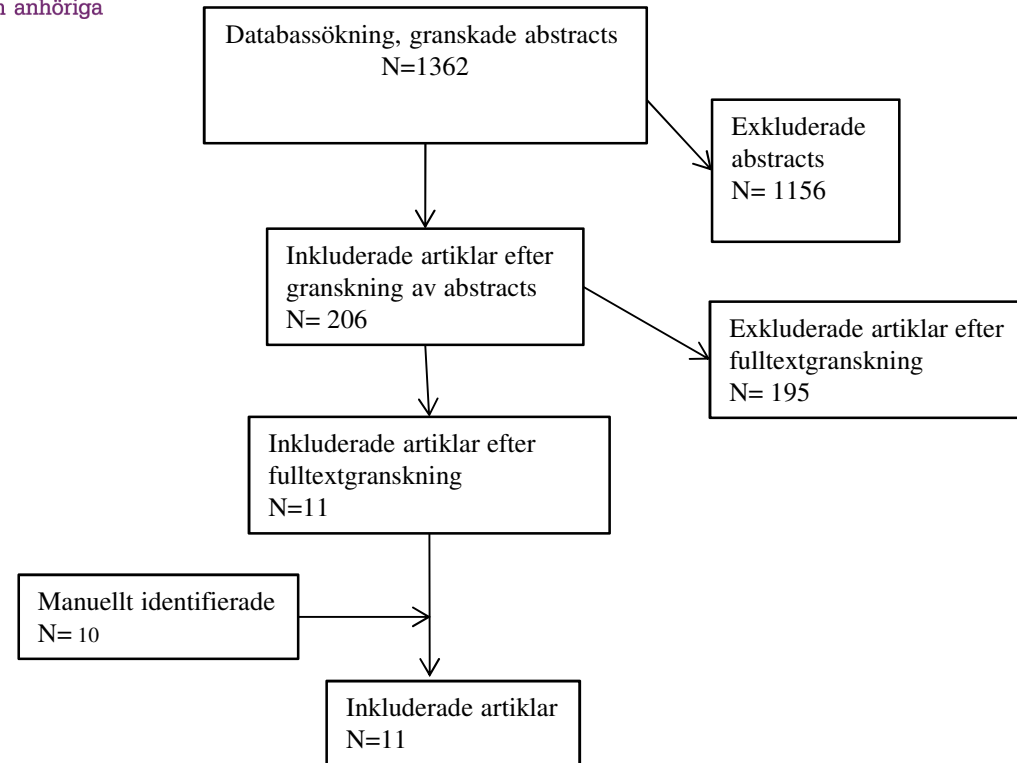 anhöriga
Databassökning, granskade abstracts
N=1362
Exkluderade
abstracts
N= 1156
Inkluderade artiklar efter
granskning av abstracts
N= 206
Exkluderade artiklar efter
fulltextgranskning
N= 195
Inkluderade artiklar efter
fulltextgranskning
N=11
Manuellt identifierade
N= 10
Inkluderade artiklar
N=11